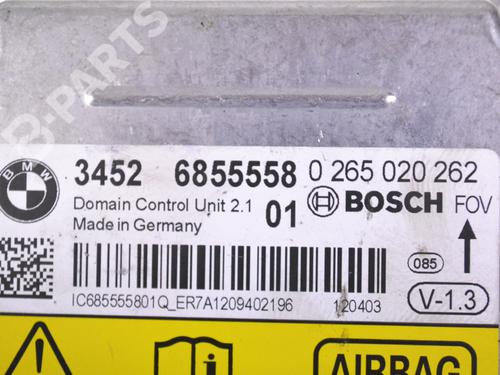 B-PARTS
BMW
3452 6855558 0 265 020 262
Domain Control Unit 2.1 01 BOSCH FOV
Made in Germany
085
IC685555801Q_ER7A1209402196 120403
V-1.3
AIRBAG